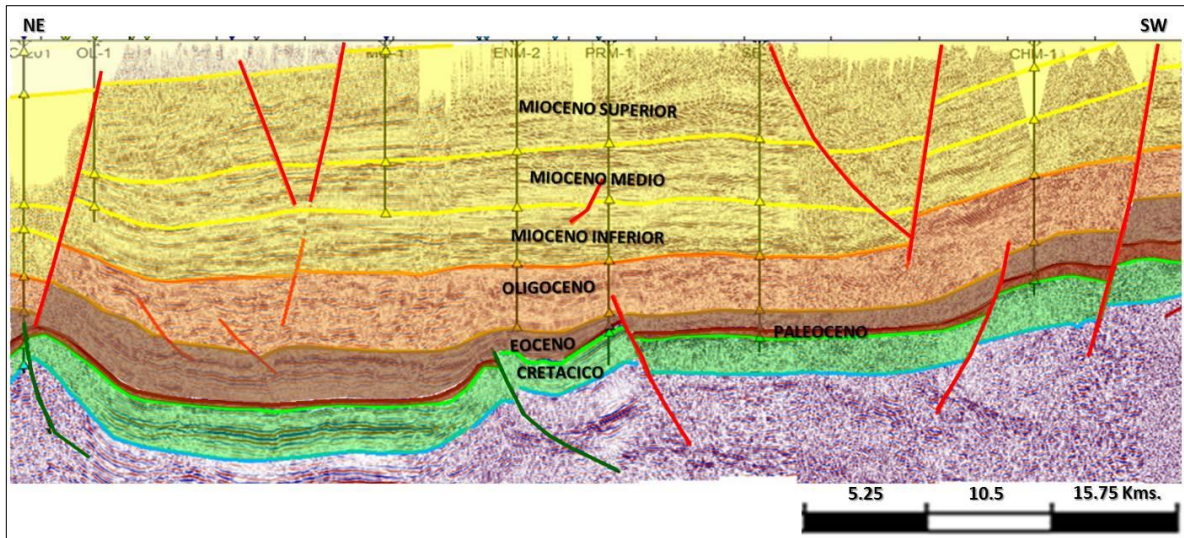 NE
SW
OL-1
ENM-2
PRM-1
CHM-1
MIOCENO SUPERIOR
MIOCENO MEDIO
MIOCENO INFERIOR
OLIGOCENO
PALEOCENO
EOCENO
CRETACICO
5.25 10.5 15.75 Kms.